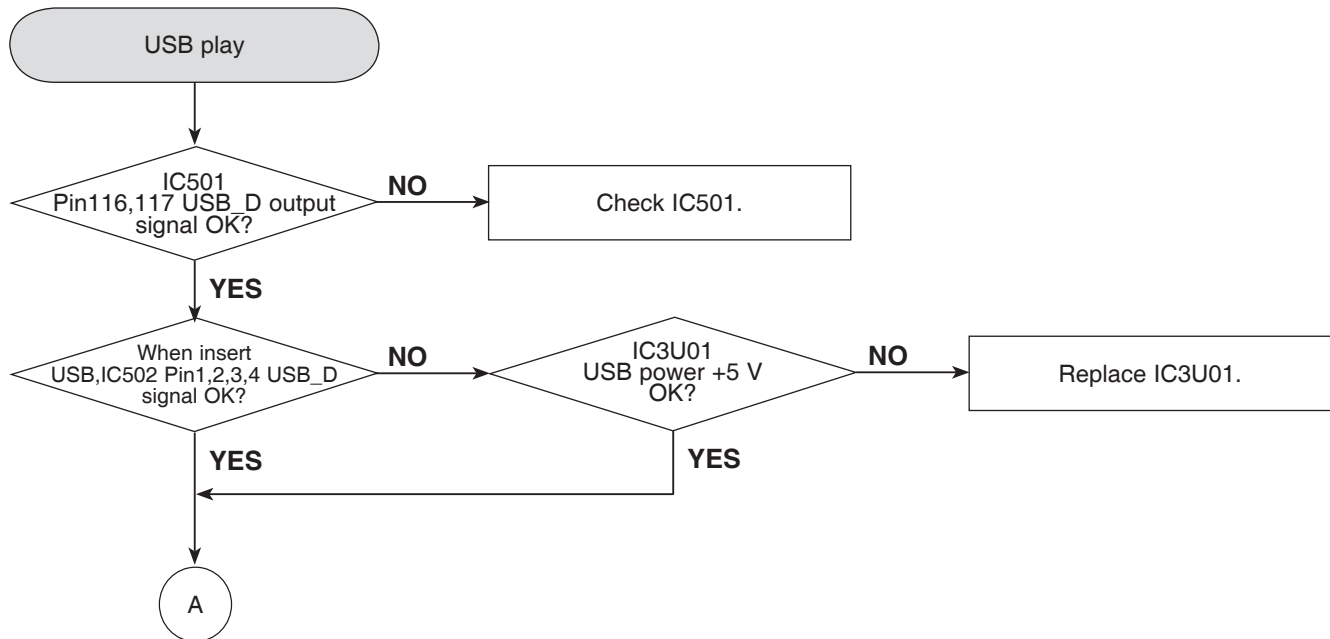 USB play
IC501
Pin116,117 USB_D output
signal OK?
NO
Check IC501.
YES
When insert
USB,IC502 Pin1,2,3,4 USB_D
signal OK?
NO
IC3U01
USB power +5 V
OK?
NO
Replace IC3U01.
YES
YES
A